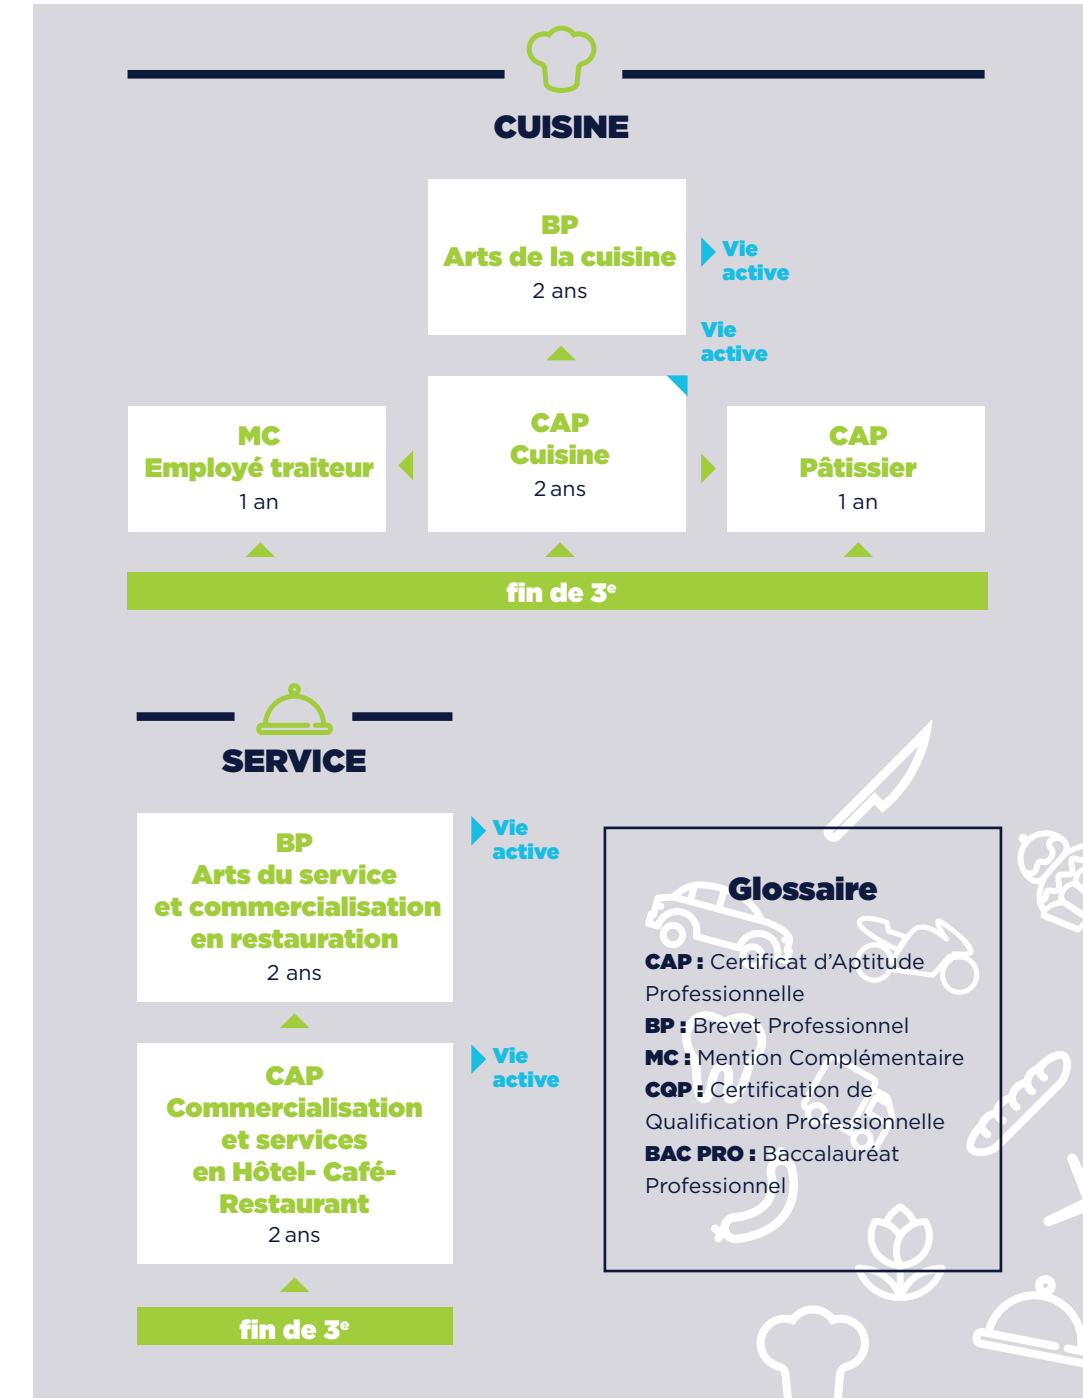 CUISINE
BP
Arts de la cuisine
2 ans
Vie
active
Vie
active
MC
Employé traiteur
1 an
CAP
Cuisine
2 ans
CAP
Pâtissier
1 an
fin de 3e
SERVICE
BP
Arts du service
et commercialisation
en restauration
2 ans
Vie
active
CAP
Commercialisation
et services
en Hôtel- Café-
Restaurant
2 ans
Vie
active
fin de 3e
Glossaire
CAP : Certificat d’Aptitude
Professionnelle
BP : Brevet Professionnel
MC : Mention Complémentaire
CQP : Certification de
Qualification Professionnelle
BAC PRO : Baccalauréat
Professionnel